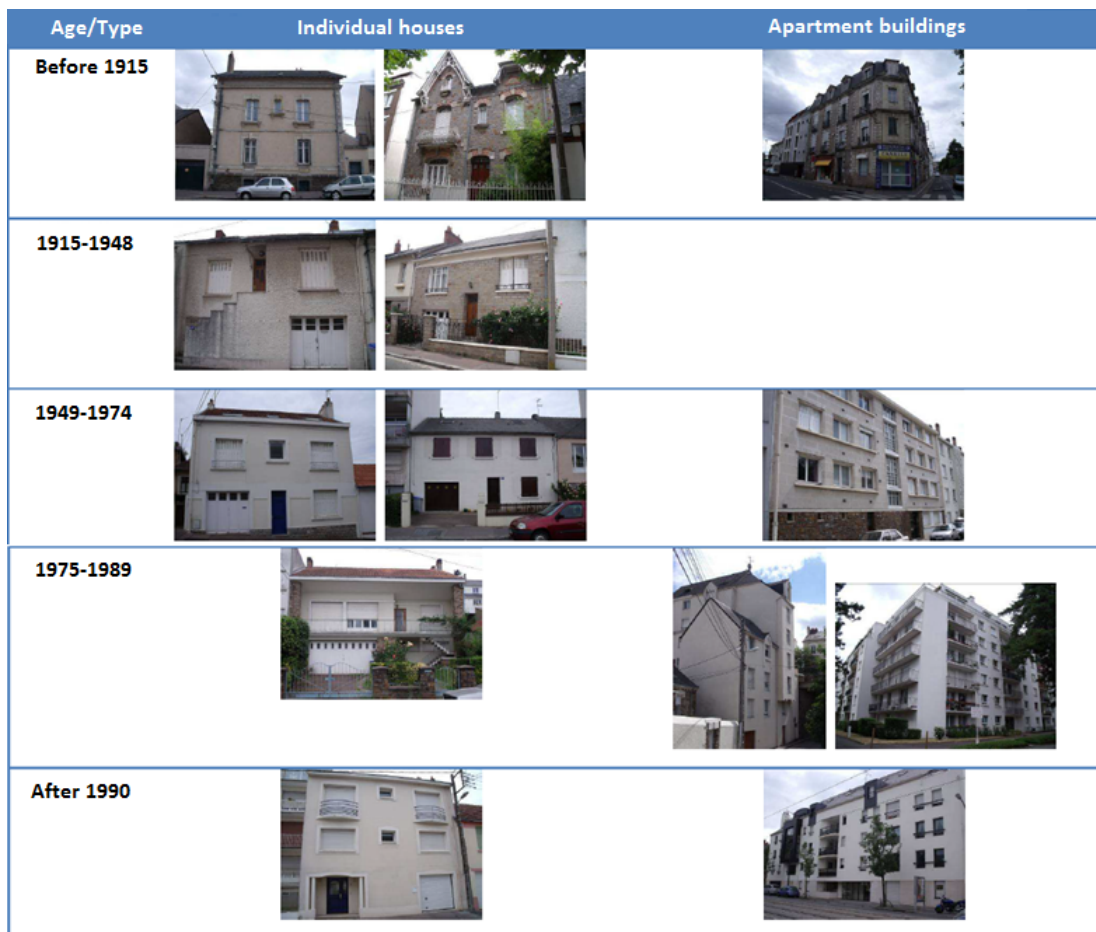 Age/Type Individual houses Apartment buildings
Before 1915
1915-1948
1949-1974
1975-1989
After 1990